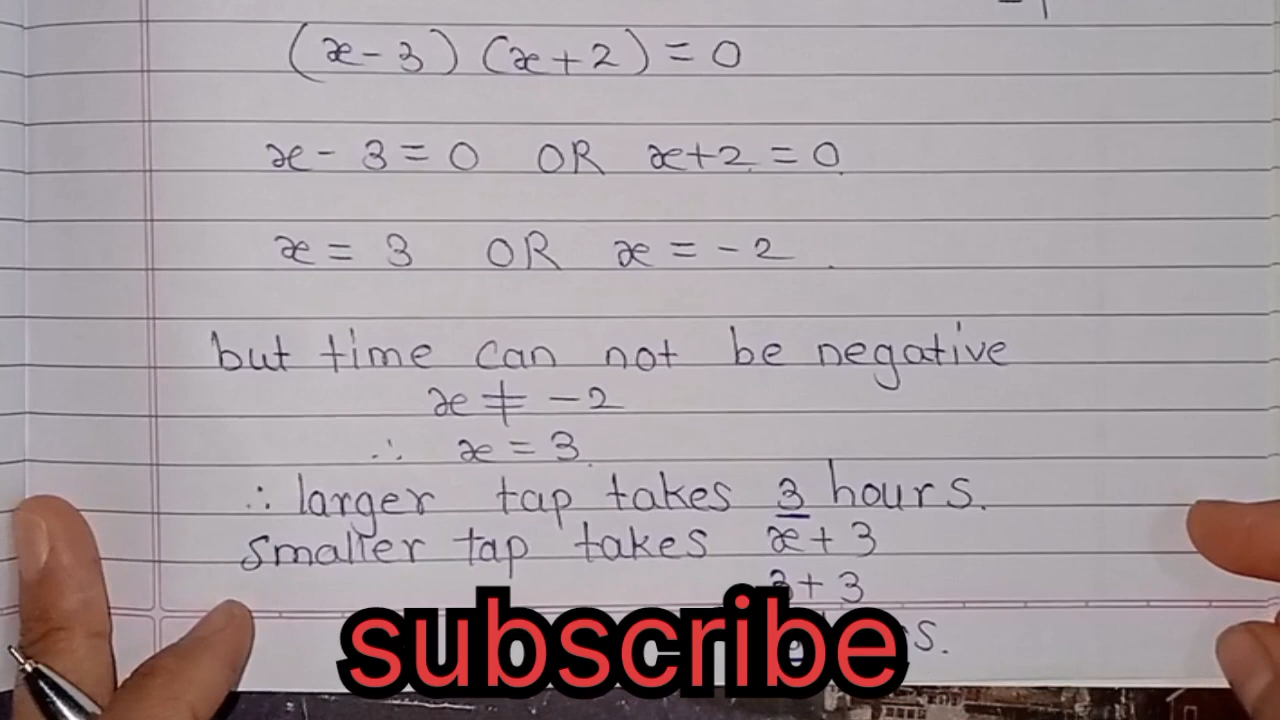 (x - 3) (x + 2) = 0
x - 3 = 0 OR x + 2 = 0
x = 3 OR x = -2
but time can not be negative
x ≠ -2
∴ x = 3
∴ larger tap takes 3 hours.
smaller tap takes x + 3
3 + 3
subscribe